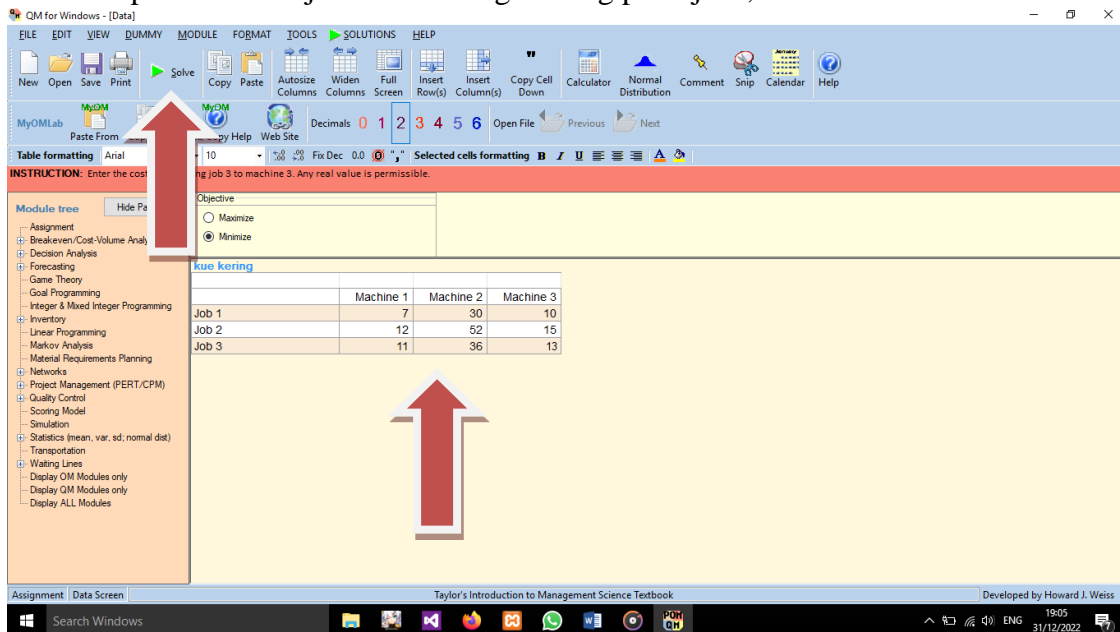 QM for Windows - [Data]
FILE EDIT VIEW DUMMY MODULE FORMAT TOOLS SOLUTIONS HELP
New Open Save Print Solve Copy Paste Autosize Columns Widen Columns Full Screen Insert Row(s) Insert Column(s) Copy Cell Down Calculator Normal Distribution Comment Snip Calendar Help
January
MyOMLab MyOM Paste From MyOM Help Web Site Decimals 0 1 2 3 4 5 6 Open File Previous Next
Table formatting Arial 10 Fix Dec 0.0 0 "," Selected cells formatting B I U A
INSTRUCTION: Enter the job 3 to machine 3. Any real value is permissible.
Module tree
Objective
Maximize
Minimize
Assignment
Decision Analysis
Forecasting
Game Theory
Goal Programming
Integer & Mixed Integer Programming
Inventory
Linear Programming
Markov Analysis
Material Requirements Planning
Networks
Project Management (PERT/CPM)
Quality Control
Scoring Model
Simulation
Statistics (mean, var, sd; normal dist)
Transportation
Waiting Lines
Display OM Modules only
Display QM Modules only
Display ALL Modules
kue kering
Machine 1 Machine 2 Machine 3
Job 1 7 30 10
Job 2 12 52 15
Job 3 11 36 13
Assignment Data Screen Taylor's Introduction to Management Science Textbook Developed by Howard J. Weiss
Search Windows POM QM ENG 19:05
31/12/2022